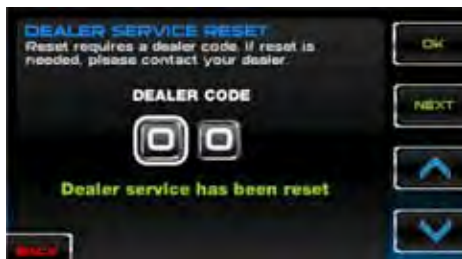 DEALER SERVICE RESET
Reset requires a dealer code. If reset is
needed, please contact your dealer.
DEALER CODE
0 0
Dealer service has been reset
OK
NEXT
BACK